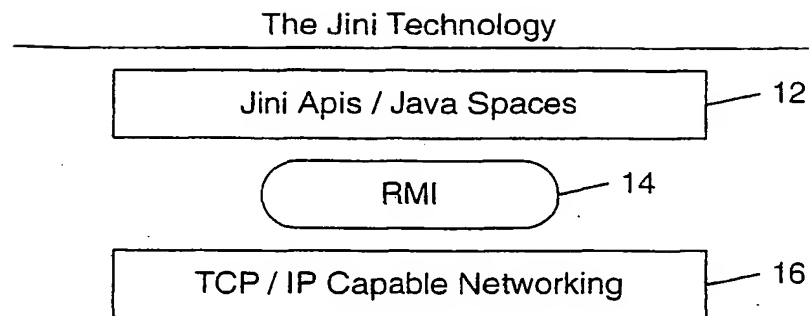 The Jini Technology
Jini Apis / Java Spaces
12
RMI
14
TCP / IP Capable Networking
16